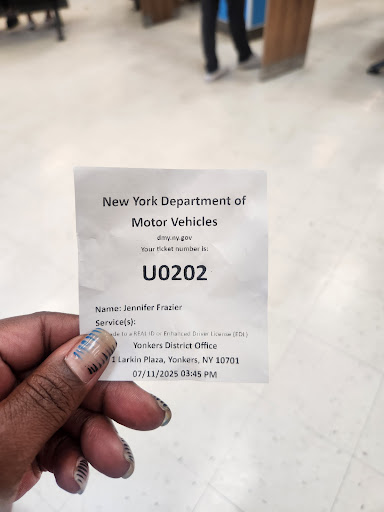 New York Department of
Motor Vehicles
dmv.ny.gov
Your ticket number is:
U0202
Name: Jennifer Frazier
Service(s):
to a REAL ID or Enhanced Driver License (EDL)
Yonkers District Office
1 Larkin Plaza, Yonkers, NY 10701
07/11/2025 03:45 PM